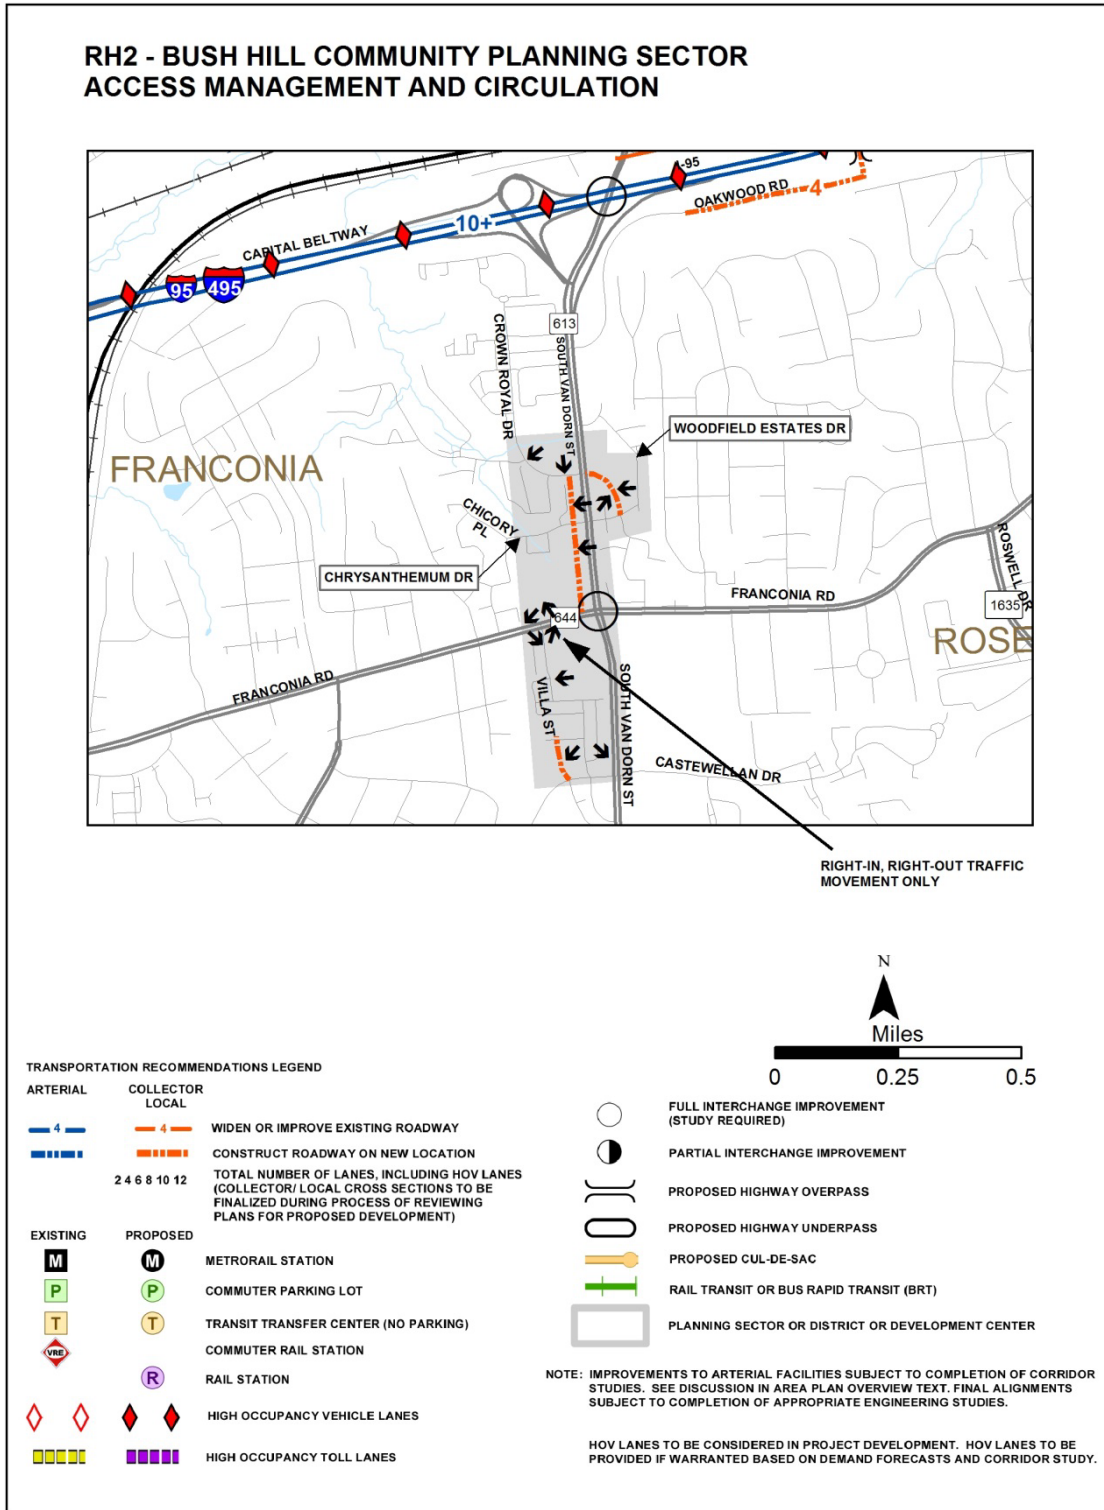 RH2 - BUSH HILL COMMUNITY PLANNING SECTOR
ACCESS MANAGEMENT AND CIRCULATION
I-95
OAKWOOD RD
4
10+
CAPITAL BELTWAY
95
495
613
CROWN ROYAL DR
SOUTH VAN DORN ST
WOODFIELD ESTATES DR
FRANCONIA
CHICORY
PL
CHRYSANTHEMUM DR
FRANCONIA RD
ROSWELL DR
1635
644
ROSE
FRANCONIA RD
VILLA ST
SOUTH VAN DORN ST
CASTEWELLAN DR
RIGHT-IN, RIGHT-OUT TRAFFIC
MOVEMENT ONLY
N
Miles
0 0.25 0.5
TRANSPORTATION RECOMMENDATIONS LEGEND
ARTERIAL COLLECTOR
LOCAL
4 4 WIDEN OR IMPROVE EXISTING ROADWAY
CONSTRUCT ROADWAY ON NEW LOCATION
2 4 6 8 10 12 TOTAL NUMBER OF LANES, INCLUDING HOV LANES
(COLLECTOR/ LOCAL CROSS SECTIONS TO BE
FINALIZED DURING PROCESS OF REVIEWING
PLANS FOR PROPOSED DEVELOPMENT)
EXISTING PROPOSED
M M METRORAIL STATION
P P COMMUTER PARKING LOT
T T TRANSIT TRANSFER CENTER (NO PARKING)
VRE COMMUTER RAIL STATION
R RAIL STATION
HIGH OCCUPANCY VEHICLE LANES
HIGH OCCUPANCY TOLL LANES
FULL INTERCHANGE IMPROVEMENT
(STUDY REQUIRED)
PARTIAL INTERCHANGE IMPROVEMENT
PROPOSED HIGHWAY OVERPASS
PROPOSED HIGHWAY UNDERPASS
PROPOSED CUL-DE-SAC
RAIL TRANSIT OR BUS RAPID TRANSIT (BRT)
PLANNING SECTOR OR DISTRICT OR DEVELOPMENT CENTER
NOTE: IMPROVEMENTS TO ARTERIAL FACILITIES SUBJECT TO COMPLETION OF CORRIDOR
STUDIES. SEE DISCUSSION IN AREA PLAN OVERVIEW TEXT. FINAL ALIGNMENTS
SUBJECT TO COMPLETION OF APPROPRIATE ENGINEERING STUDIES.
HOV LANES TO BE CONSIDERED IN PROJECT DEVELOPMENT. HOV LANES TO BE
PROVIDED IF WARRANTED BASED ON DEMAND FORECASTS AND CORRIDOR STUDY.